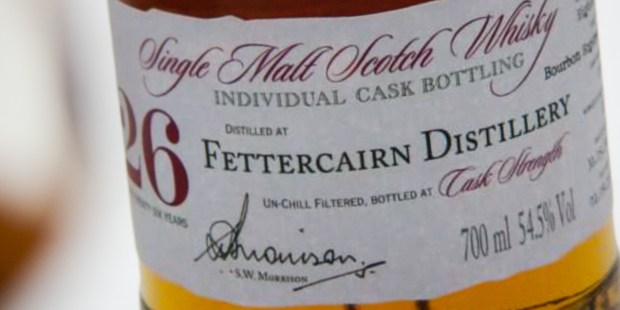 Single Malt Scotch Whisky
INDIVIDUAL CASK BOTTLING
Bourbon
26
YEARS
DISTILLED AT
FETTERCAIRN DISTILLERY
UN-CHILL FILTERED, BOTTLED AT Cask Strength
700 ml 54.5% Vol
S.W. MORRISON